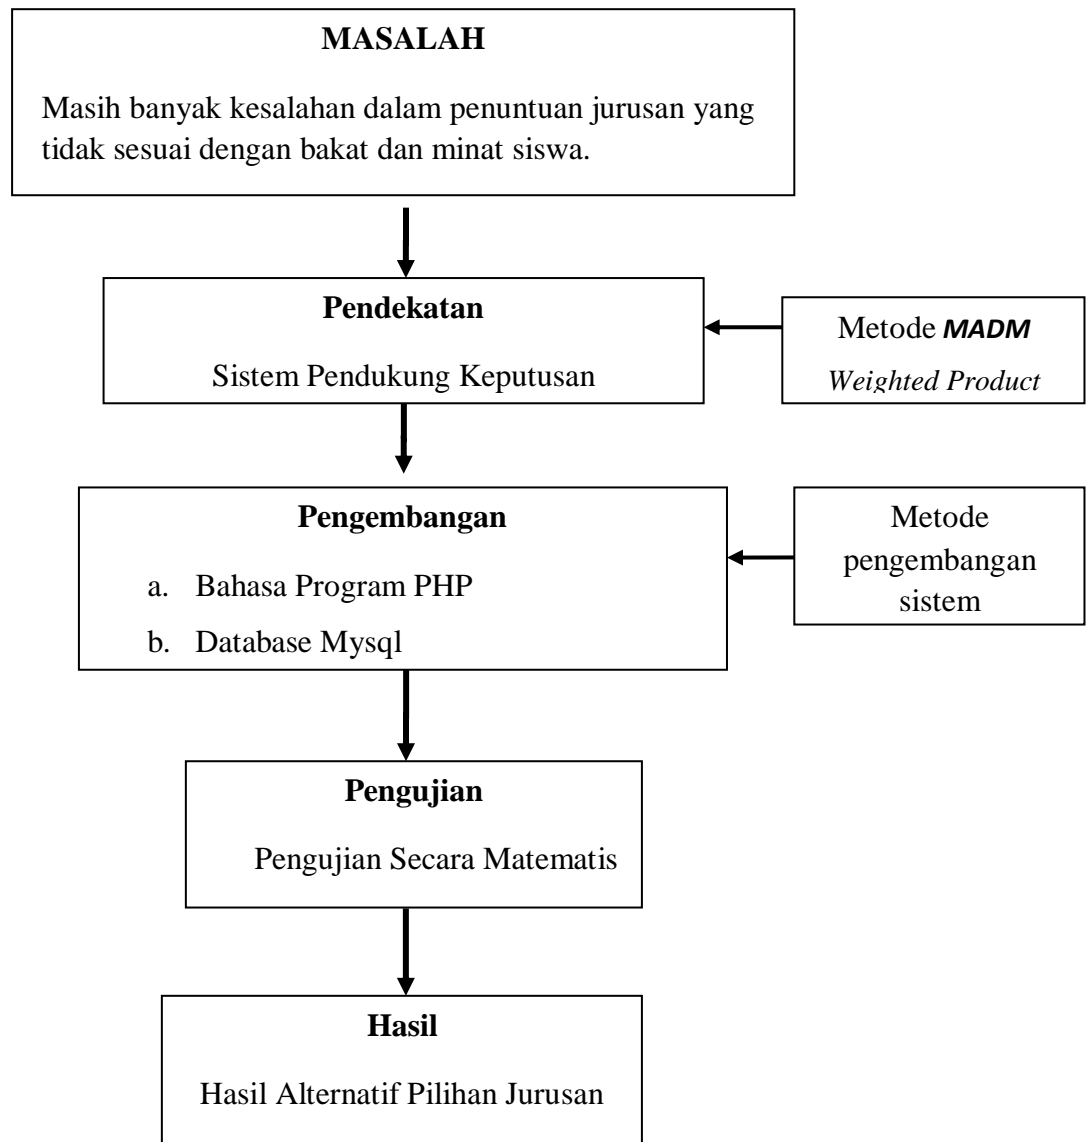 MASALAH
Masih banyak kesalahan dalam penuntuan jurusan yang
tidak sesuai dengan bakat dan minat siswa.
Pendekatan
Sistem Pendukung Keputusan
Metode MADM
Weighted Product
Pengembangan
a. Bahasa Program PHP
b. Database Mysql
Metode
pengembangan
sistem
Pengujian
Pengujian Secara Matematis
Hasil
Hasil Alternatif Pilihan Jurusan